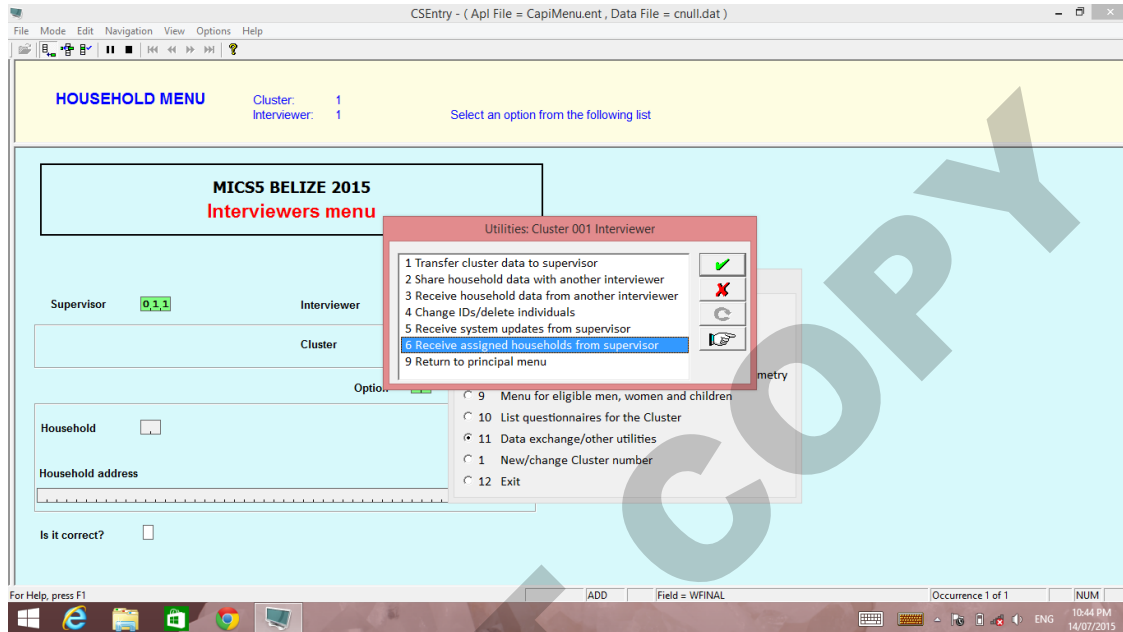 CSEntry - ( Apl File = CapiMenu.ent , Data File = cnull.dat )
File Mode Edit Navigation View Options Help
HOUSEHOLD MENU
Cluster: 1
Interviewer: 1
Select an option from the following list
MICS5 BELIZE 2015
Interviewers menu
Utilities: Cluster 001 Interviewer
1 Transfer cluster data to supervisor
2 Share household data with another interviewer
3 Receive household data from another interviewer
4 Change IDs/delete individuals
5 Receive system updates from supervisor
6 Receive assigned households from supervisor
9 Return to principal menu
Supervisor 0 1 1
Interviewer
Cluster
metry
Option
9 Menu for eligible men, women and children
10 List questionnaires for the Cluster
11 Data exchange/other utilities
1 New/change Cluster number
12 Exit
Household
Household address
Is it correct?
For Help, press F1
ADD
Field = WFINAL
Occurrence 1 of 1
NUM
ENG
10:44 PM
14/07/2015
COPY